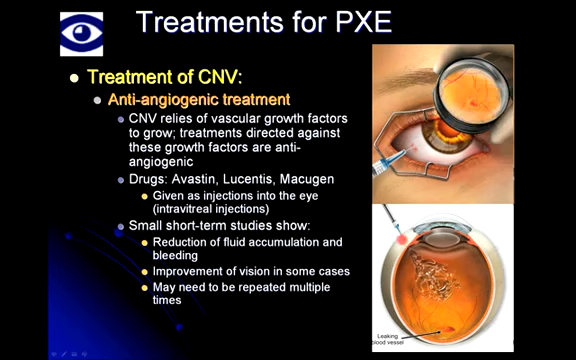 Treatments for PXE
Treatment of CNV:
Anti-angiogenic treatment
CNV relies of vascular growth factors
to grow; treatments directed against
these growth factors are anti-
angiogenic
Drugs: Avastin, Lucentis, Macugen
Given as injections into the eye
(intravitreal injections)
Small short-term studies show:
Reduction of fluid accumulation and
bleeding
Improvement of vision in some cases
May need to be repeated multiple
times
Leaking
blood vessel